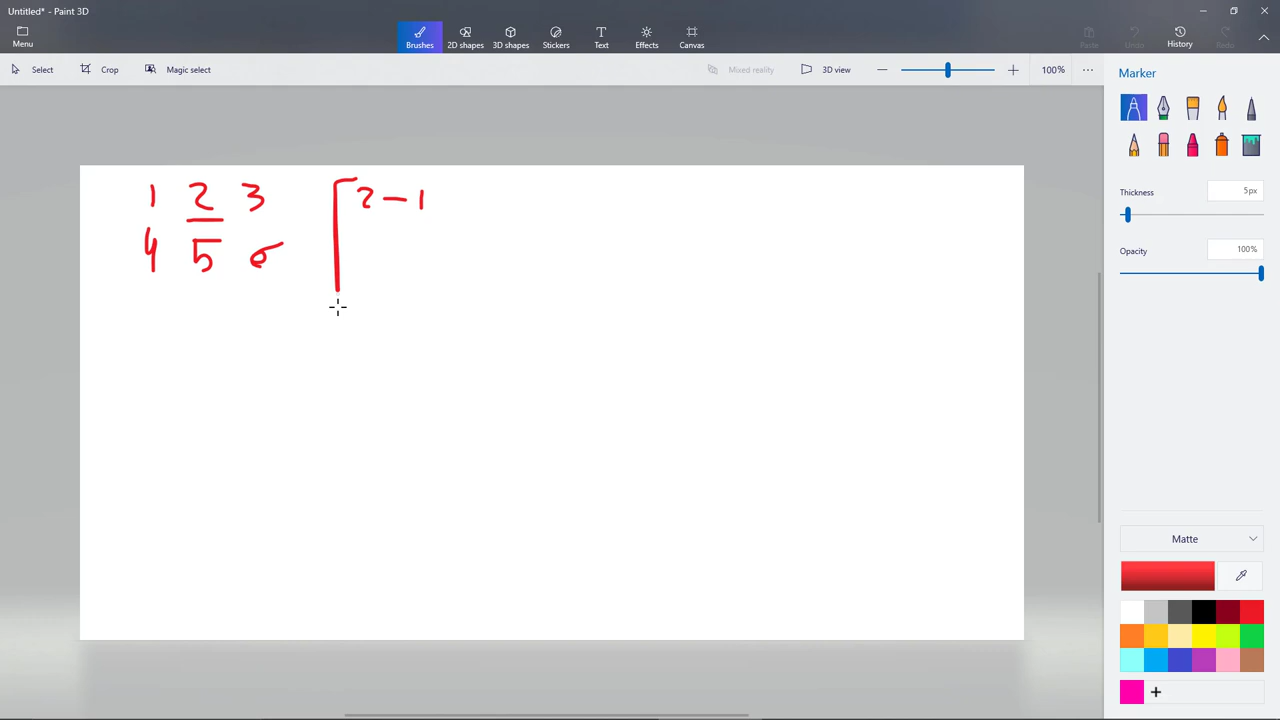 Untitled* - Paint 3D
Menu
Brushes
2D shapes
3D shapes
Stickers
Text
Effects
Canvas
Paste
Undo
History
Redo
Select
Crop
Magic select
Mixed reality
3D view
100%
Marker
Thickness
5px
Opacity
100%
Matte
1 2 3 2 - 1
4 5 6